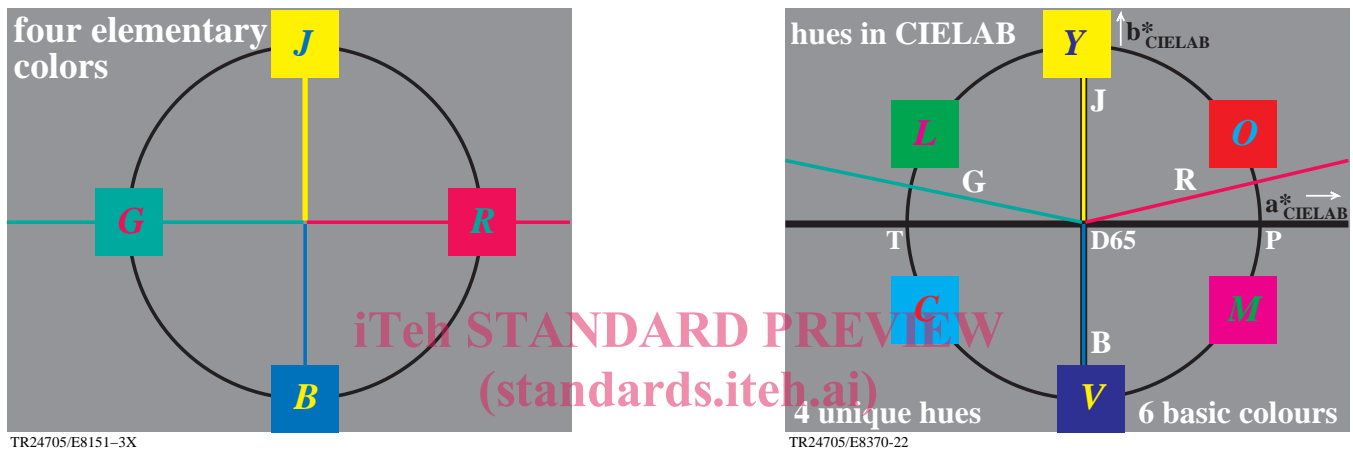 four elementary
colors
J
G
R
B
TR24705/E8151–3X
hues in CIELAB
Y
b*CIELAB
J
L
O
G
R
a*CIELAB
T
D65
P
C
M
B
V
4 unique hues
6 basic colours
TR24705/E8370-22
iTeh STANDARD PREVIEW
(standards.iteh.ai)